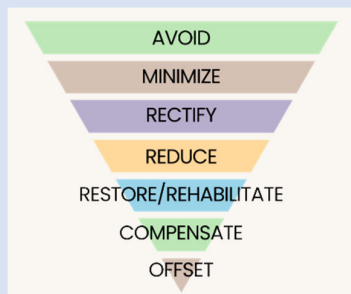 AVOID
MINIMIZE
RECTIFY
REDUCE
RESTORE/REHABILITATE
COMPENSATE
OFFSET